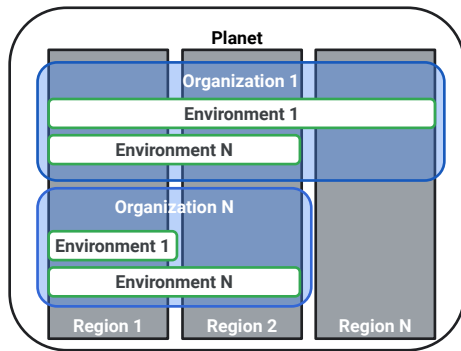 Planet
Organization 1
Environment 1
Environment N
Organization N
Environment 1
Environment N
Region 1
Region 2
Region N